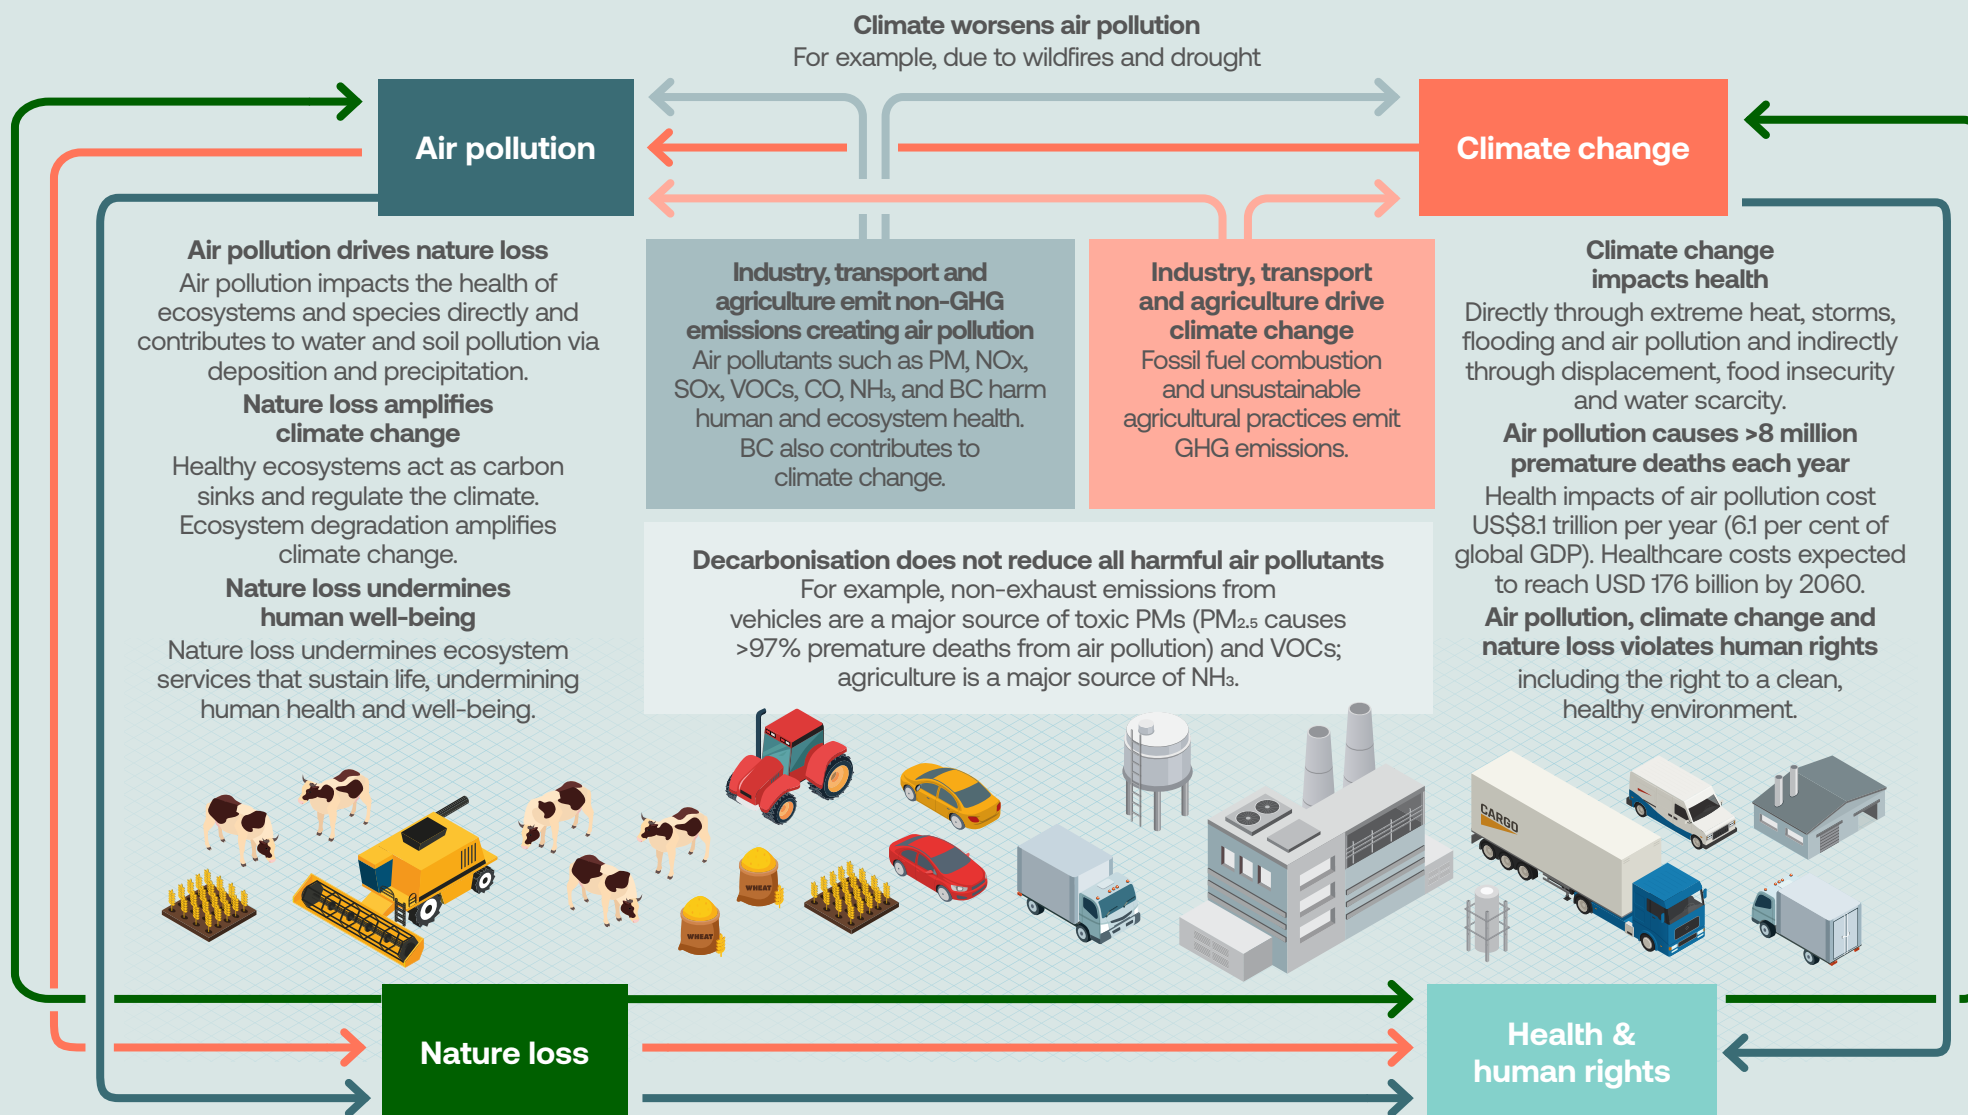 Climate worsens air pollution
For example, due to wildfires and drought
Air pollution
Climate change
Air pollution drives nature loss
Air pollution impacts the health of
ecosystems and species directly and
contributes to water and soil pollution via
deposition and precipitation.
Nature loss amplifies
climate change
Healthy ecosystems act as carbon
sinks and regulate the climate.
Ecosystem degradation amplifies
climate change.
Nature loss undermines
human well-being
Nature loss undermines ecosystem
services that sustain life, undermining
human health and well-being.
Industry, transport and
agriculture emit non-GHG
emissions creating air pollution
Air pollutants such as PM, NOx,
SOx, VOCs, CO, NH₃, and BC harm
human and ecosystem health.
BC also contributes to
climate change.
Industry, transport
and agriculture drive
climate change
Fossil fuel combustion
and unsustainable
agricultural practices emit
GHG emissions.
Decarbonisation does not reduce all harmful air pollutants
For example, non-exhaust emissions from
vehicles are a major source of toxic PMs (PM₂.₅ causes
>97% premature deaths from air pollution) and VOCs;
agriculture is a major source of NH₃.
Climate change
impacts health
Directly through extreme heat, storms,
flooding and air pollution and indirectly
through displacement, food insecurity
and water scarcity.
Air pollution causes >8 million
premature deaths each year
Health impacts of air pollution cost
US$8.1 trillion per year (6.1 per cent of
global GDP). Healthcare costs expected
to reach USD 176 billion by 2060.
Air pollution, climate change and
nature loss violates human rights
including the right to a clean,
healthy environment.
CARGO
WHEAT
WHEAT
Nature loss
Health &
human rights